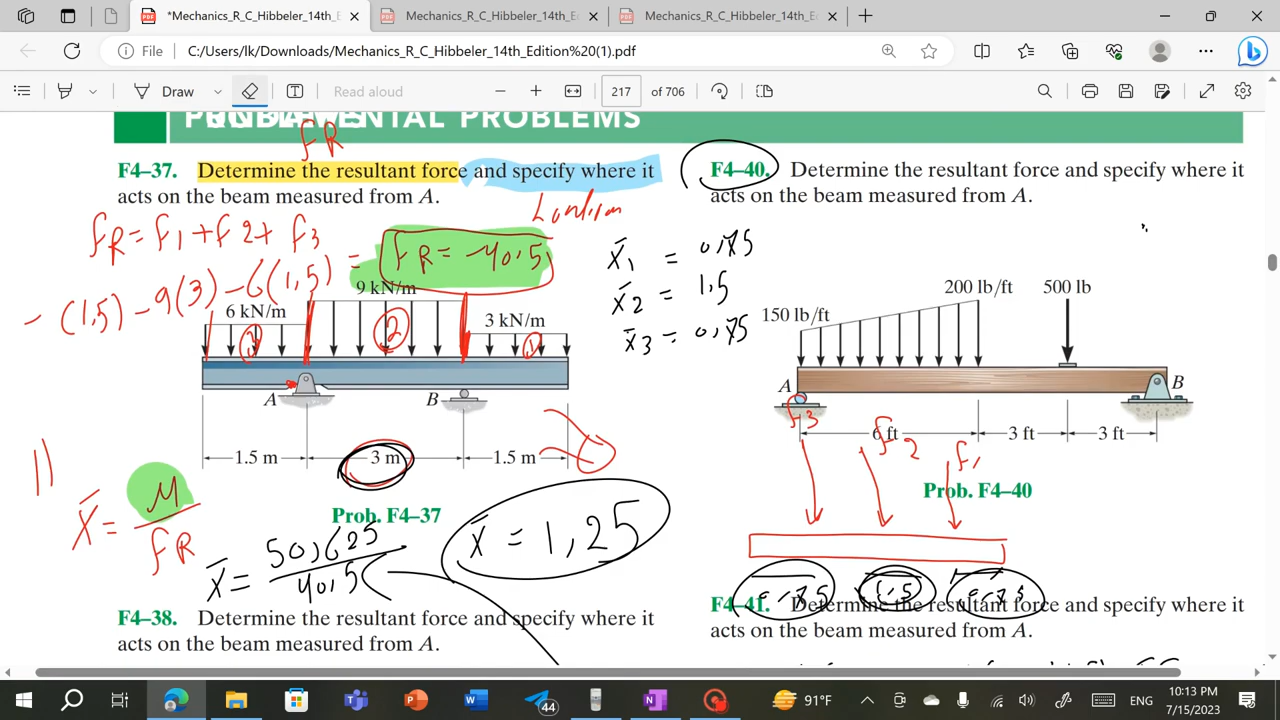 *Mechanics_R_C_Hibbeler_14th_E
Mechanics_R_C_Hibbeler_14th_E
Mechanics_R_C_Hibbeler_14th_E
File
C:/Users/lk/Downloads/Mechanics_R_C_Hibbeler_14th_Edition%20(1).pdf
Draw
Read aloud
217
of 706
FR
F4–37. Determine the resultant force and specify where it
acts on the beam measured from A.
FR = F1 + F2 + F3
- (1,5) - 9(3) - 6(1,5) = FR = -40,5
6 kN/m
9 kN/m
3 kN/m
3
2
1
A
B
1.5 m
3 m
1.5 m
x̄ = M
FR
Prob. F4–37
x̄ = 50,625
40,5
x̄ = 1,25
F4–38. Determine the resultant force and specify where it
acts on the beam measured from A.
F4–40. Determine the resultant force and specify where it
acts on the beam measured from A.
x̄1 = 0,75
x̄2 = 1,5
x̄3 = 0,75
150 lb/ft
200 lb/ft
500 lb
A
B
6 ft
3 ft
3 ft
F3
F2
F1
Prob. F4–40
1,5
F4–41. Determine the resultant force and specify where it
acts on the beam measured from A.
44
91°F
ENG
10:13 PM
7/15/2023